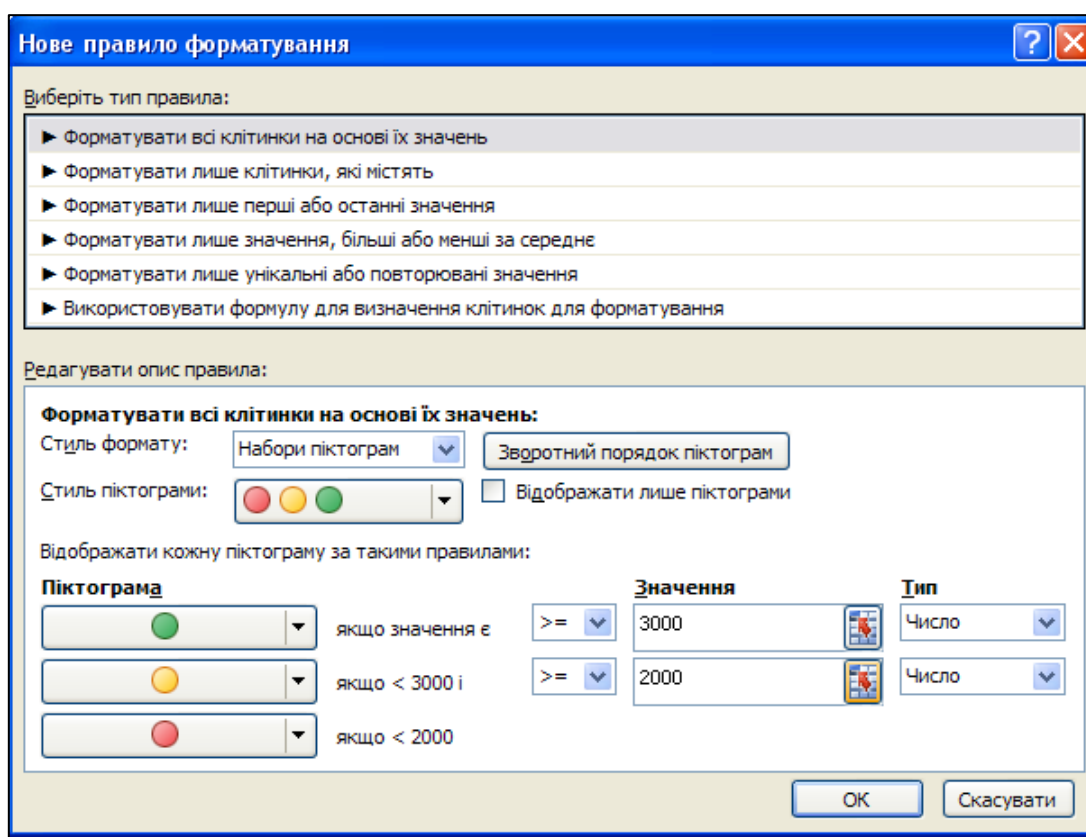 Нове правило форматування
Виберіть тип правила:
► Форматувати всі клітинки на основі їх значень
► Форматувати лише клітинки, які містять
► Форматувати лише перші або останні значення
► Форматувати лише значення, більші або менші за середнє
► Форматувати лише унікальні або повторювані значення
► Використовувати формулу для визначення клітинок для форматування
Редагувати опис правила:
Форматувати всі клітинки на основі їх значень:
Стиль формату: Набори піктограм Зворотний порядок піктограм
Стиль піктограми: Відображати лише піктограми
Відображати кожну піктограму за такими правилами:
Піктограма Значення Тип
якщо значення є >= 3000 Число
якщо < 3000 і >= 2000 Число
якщо < 2000
ОК Скасувати